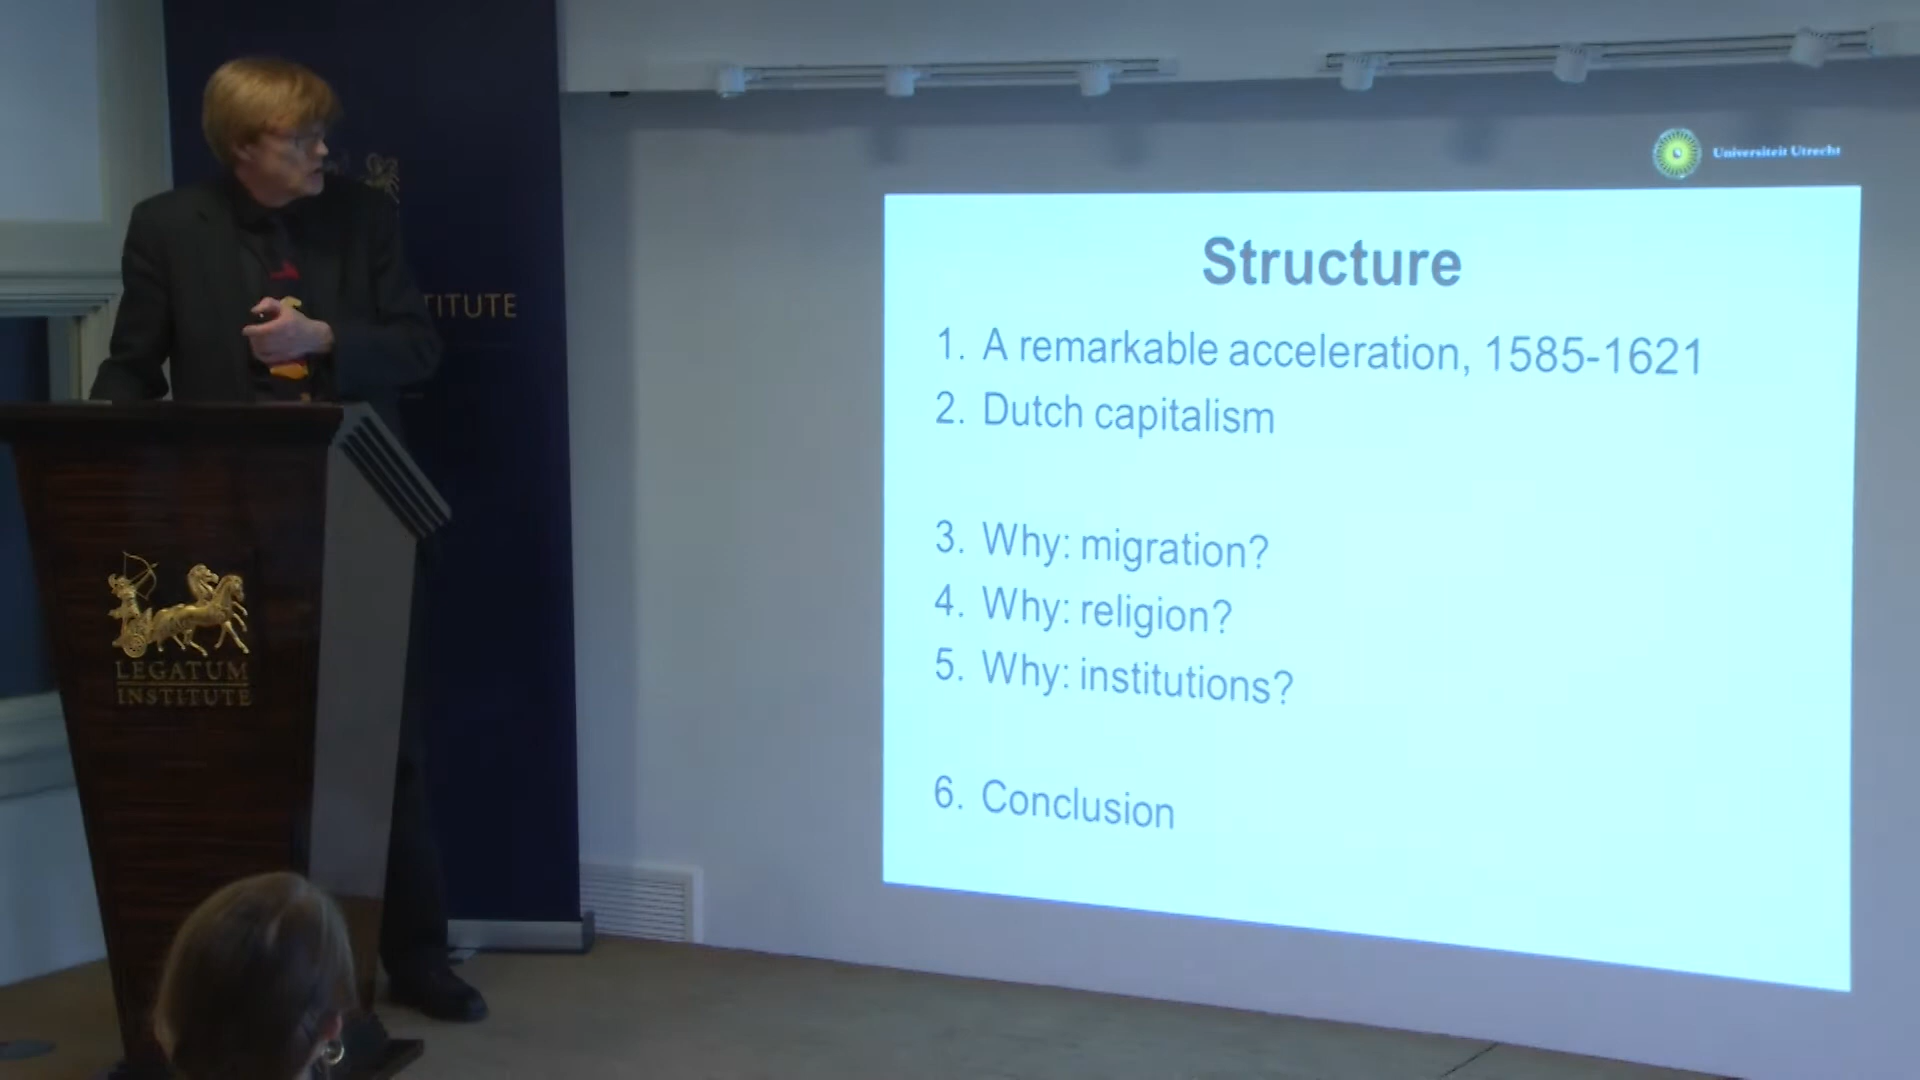 TITUTE
LEGATUM
INSTITUTE
Universiteit Utrecht
Structure
1. A remarkable acceleration, 1585-1621
2. Dutch capitalism
3. Why: migration?
4. Why: religion?
5. Why: institutions?
6. Conclusion